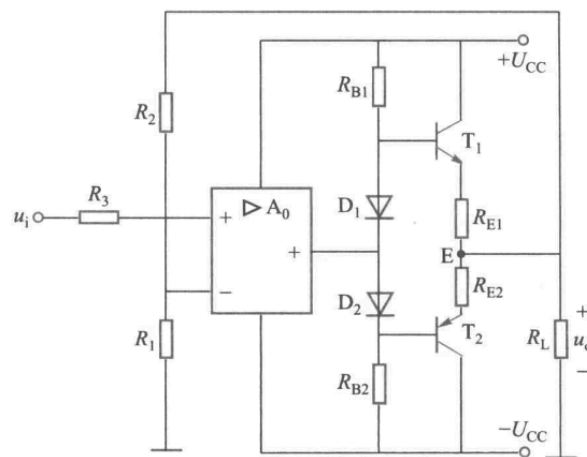 +U_CC
R_B1
R_2
T_1
R_3
A_0
D_1
R_E1
u_i
+
+
E
−
R_E2
D_2
+
R_1
T_2
R_L
u_o
R_B2
−
−U_CC